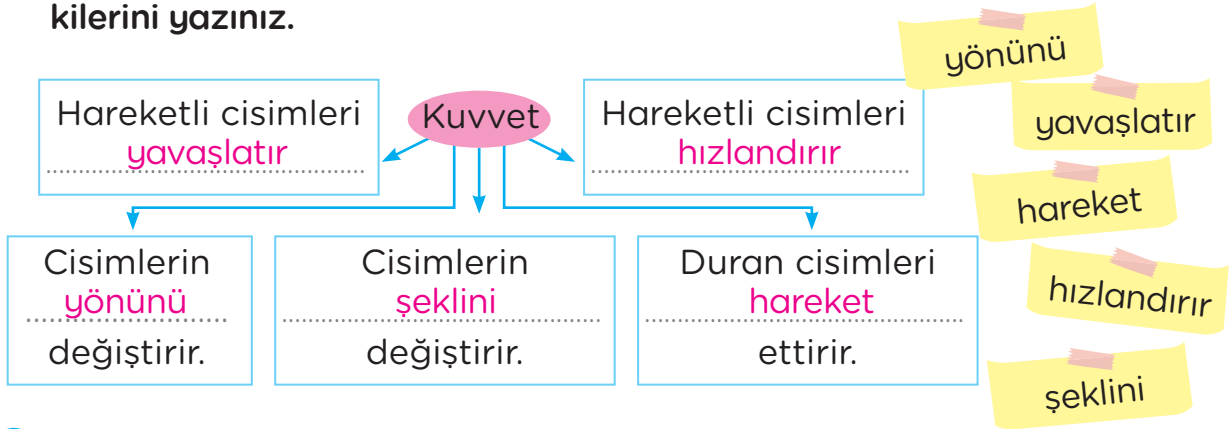 kilerini yazınız.
Hareketli cisimleri
yavaşlatır
Kuvvet
Hareketli cisimleri
hızlandırır
Cisimlerin
yönünü
değiştirir.
Cisimlerin
şeklini
değiştirir.
Duran cisimleri
hareket
ettirir.
yönünü
yavaşlatır
hareket
hızlandırır
şeklini